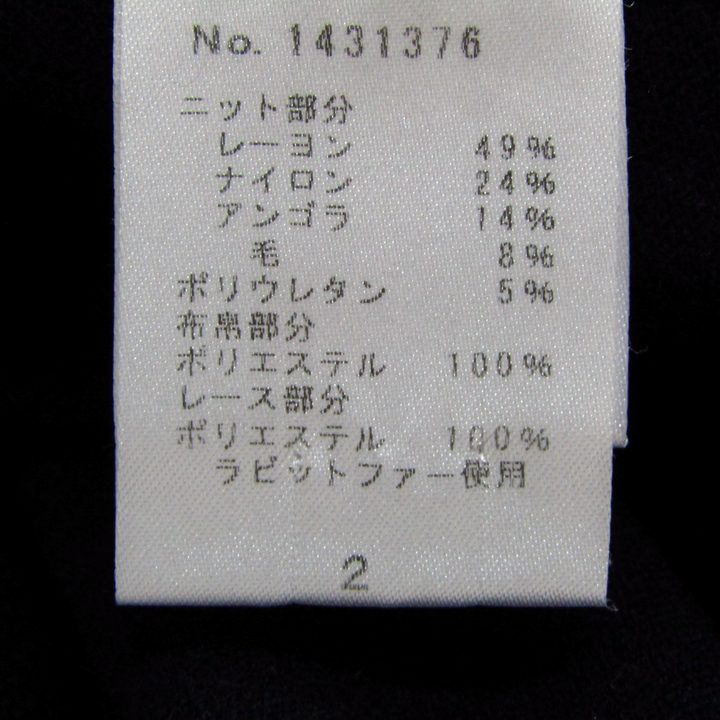 No. 1431376
ニット部分
レーヨン 49%
ナイロン 24%
アンゴラ 14%
毛 8%
ポリウレタン 5%
布帛部分
ポリエステル 100%
レース部分
ポリエステル 100%
ラビットファー使用
2